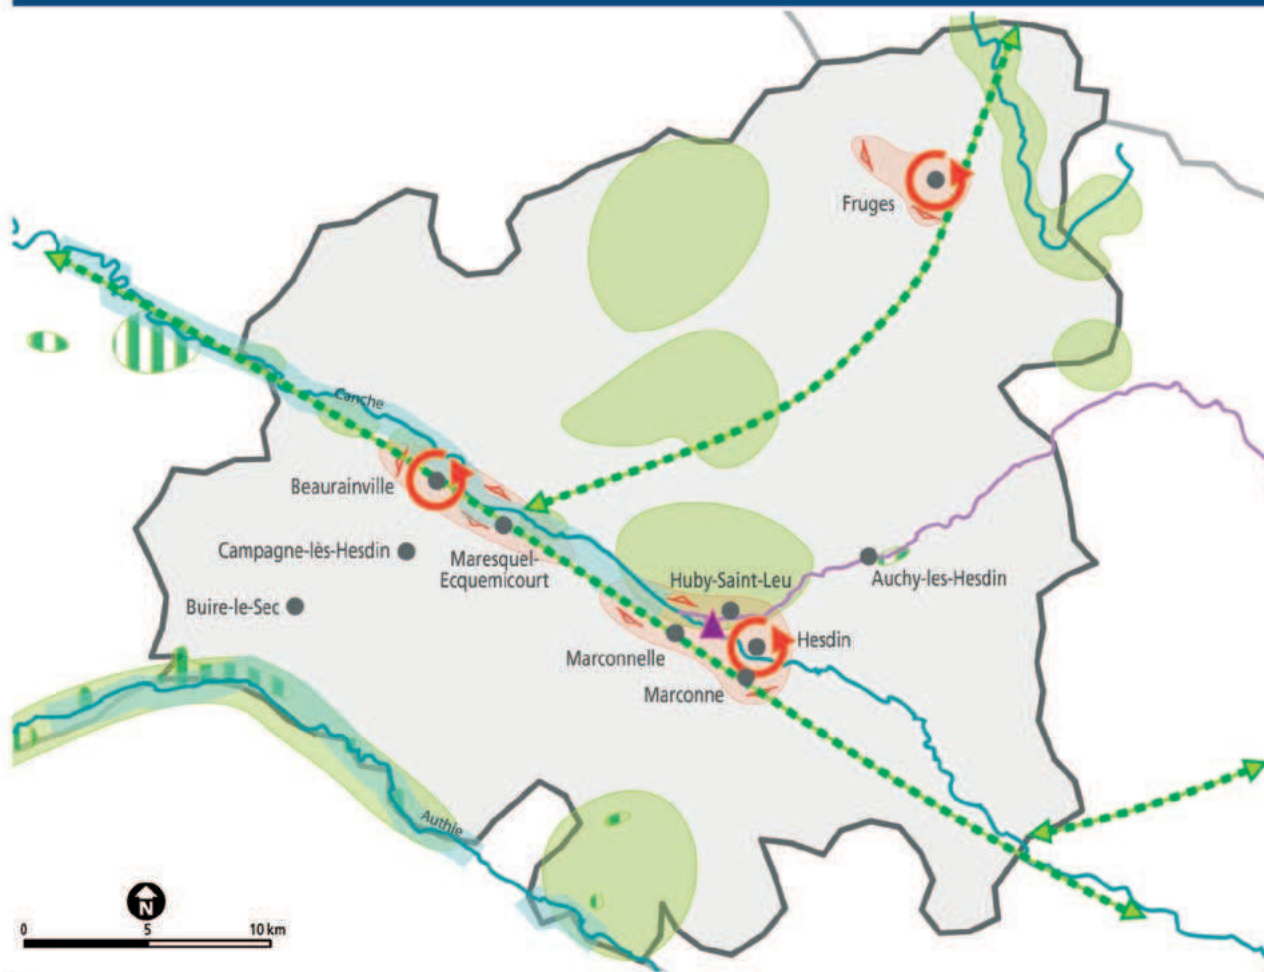 Fruges
Canche
Beaurainville
Campagne-lès-Hesdin
Maresquel-
Ecquemicourt
Huby-Saint-Leu
Auchy-les-Hesdin
Buire-le-Sec
Hesdin
Marconnelle
Marconne
Authie
N
0 5 10 km